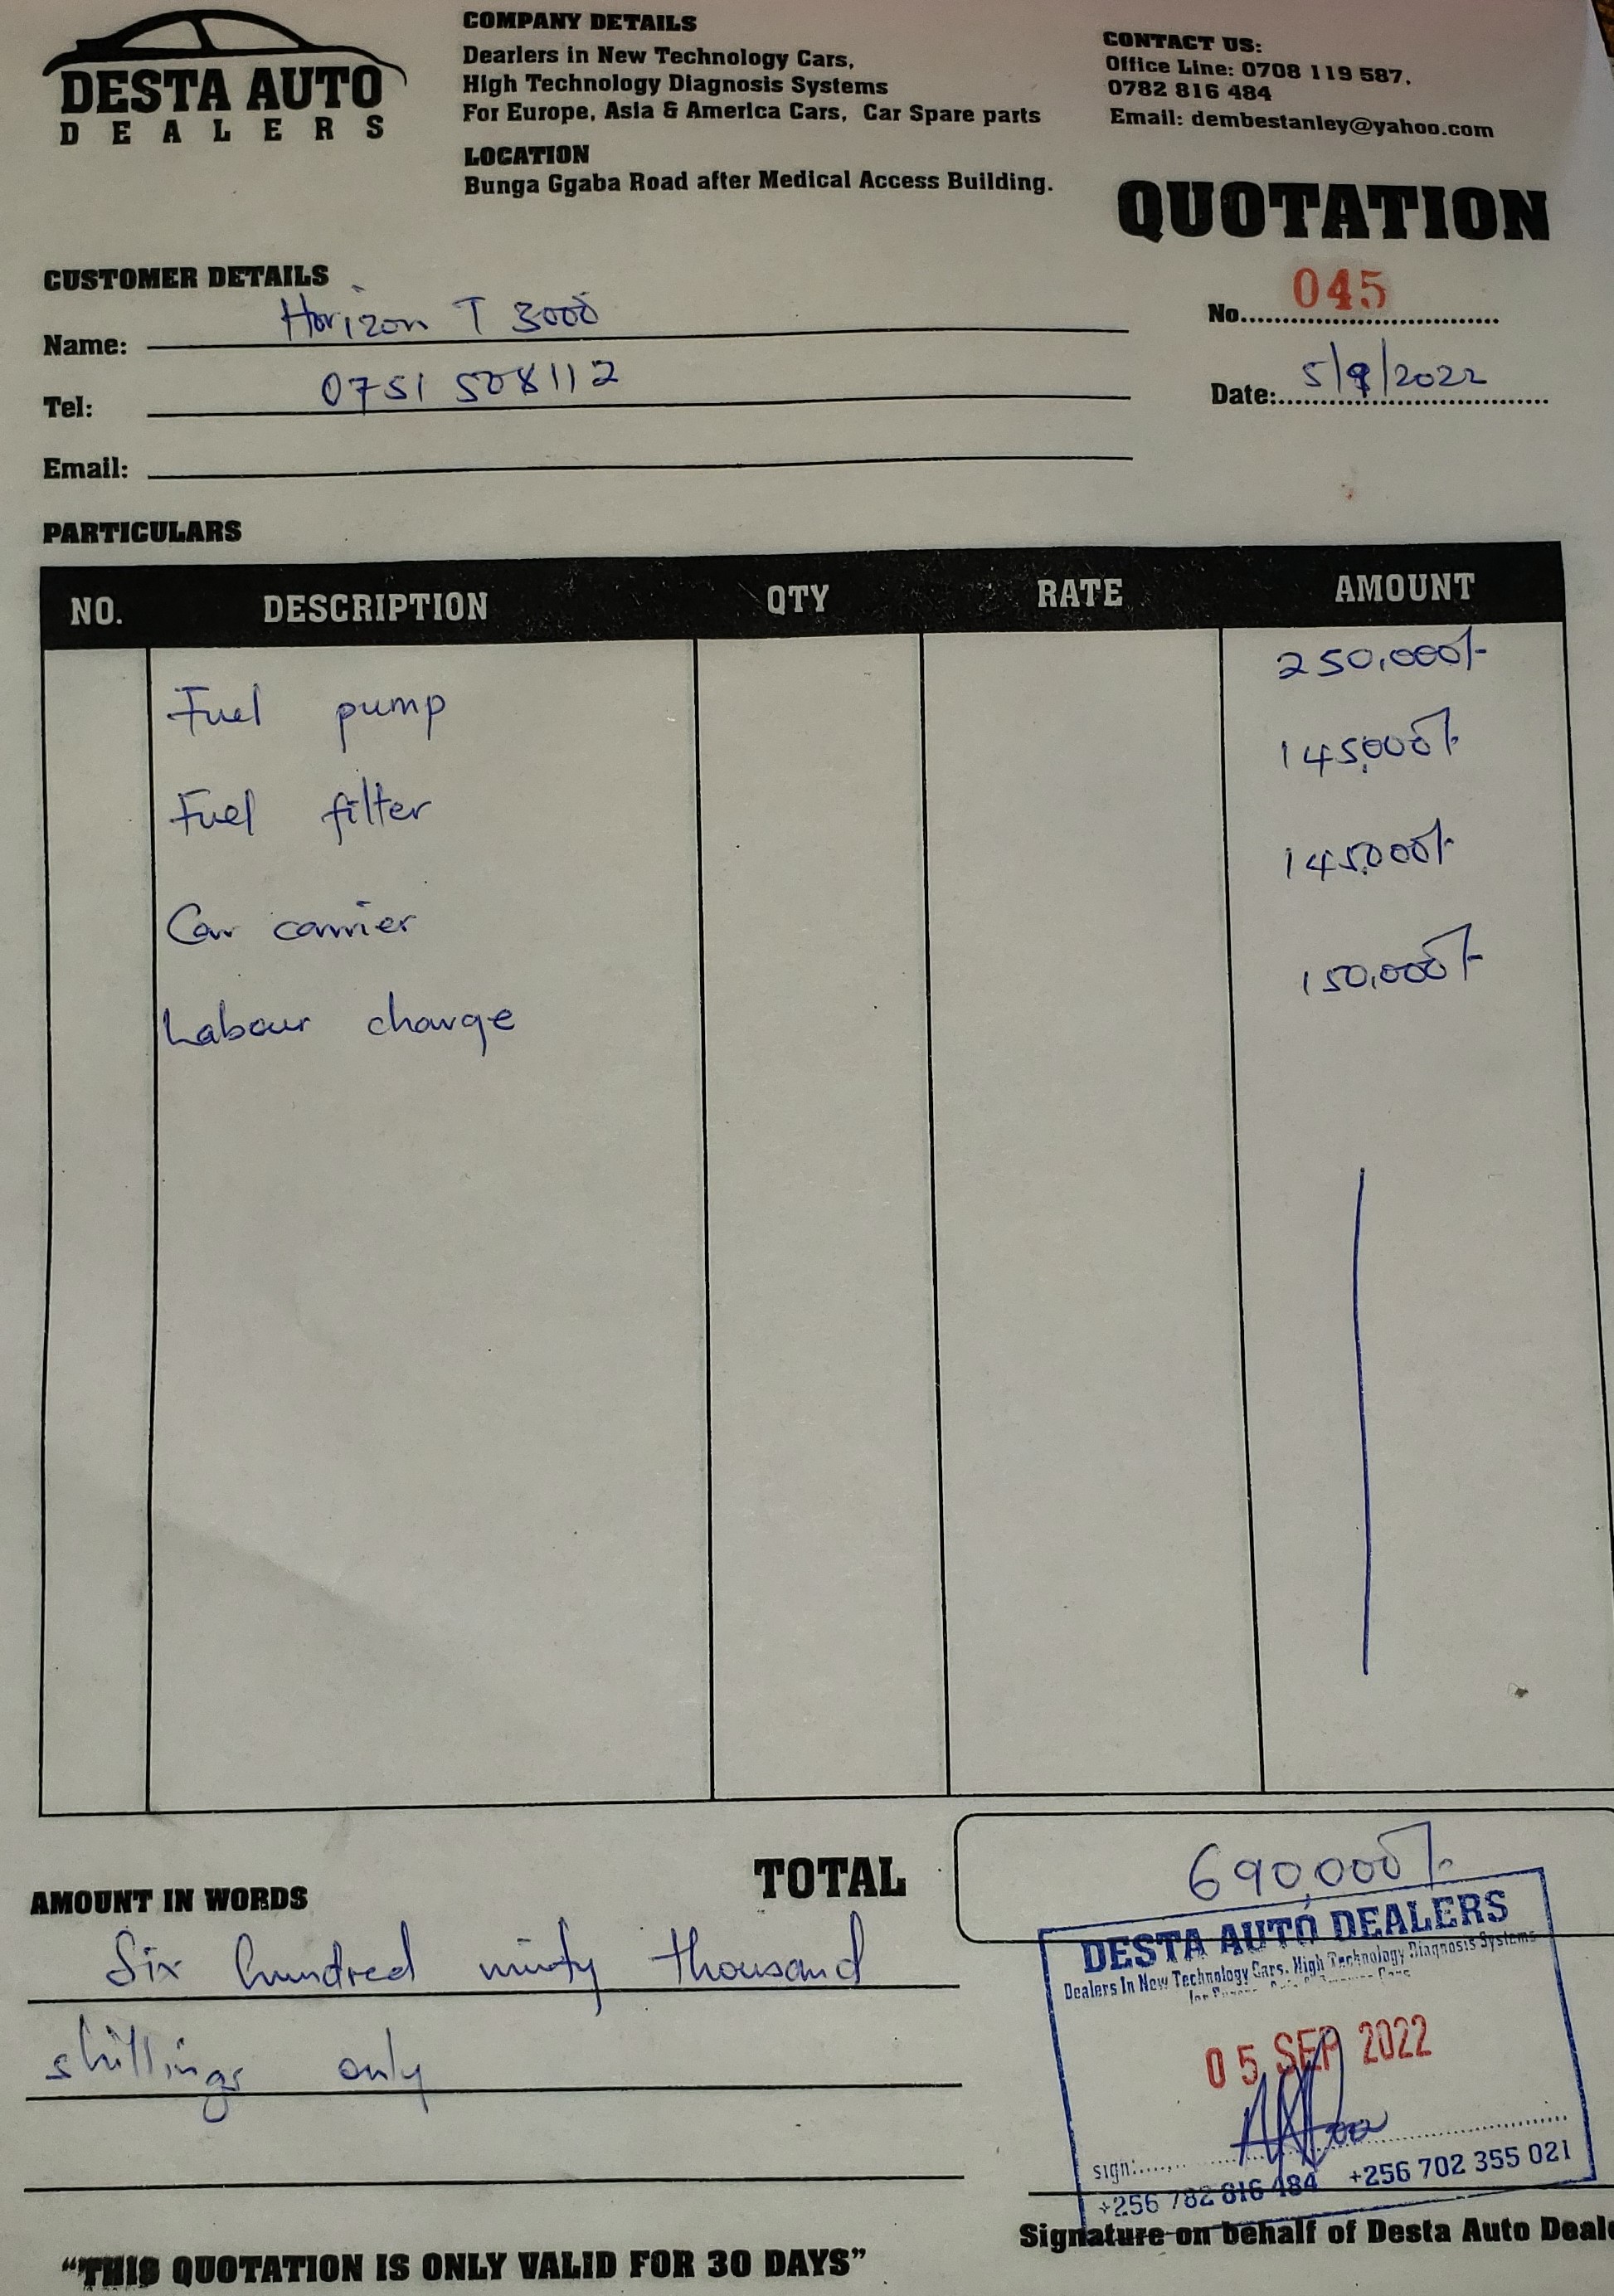 DESTA AUTO
DEALERS
COMPANY DETAILS
Dearlers in New Technology Cars,
High Technology Diagnosis Systems
For Europe, Asia & America Cars, Car Spare parts
LOCATION
Bunga Ggaba Road after Medical Access Building.
CONTACT US:
Office Line: 0708 119 587,
0782 816 484
Email: dembestanley@yahoo.com
QUOTATION
CUSTOMER DETAILS
Name: Horizon T 3000
Tel: 0751 508112
Email:
No. 045
Date: 5/9/2022
PARTICULARS
NO. DESCRIPTION QTY RATE AMOUNT
Fuel pump 250,000/-
Fuel filter 145,000/-
Car carrier 145,000/-
Labour charge 150,000/-
TOTAL 690,000/-
AMOUNT IN WORDS
Six hundred ninty thousand
shillings only
DESTA AUTO DEALERS
Dealers In New Technology Cars, High Technology Diagnosis Systems
05 SEP 2022
sign:
+256 782 816 484 +256 702 355 021
Signature on behalf of Desta Auto Deale
"THIS QUOTATION IS ONLY VALID FOR 30 DAYS"